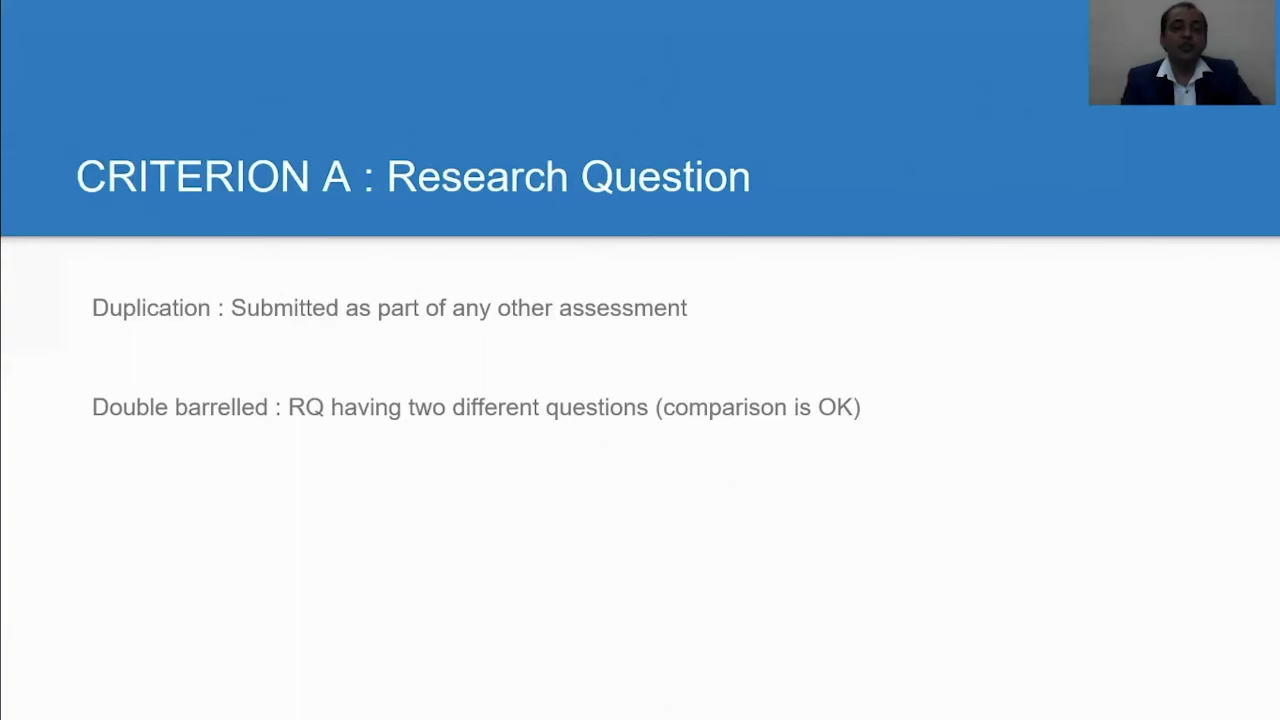 CRITERION A : Research Question
Duplication : Submitted as part of any other assessment
Double barrelled : RQ having two different questions (comparison is OK)